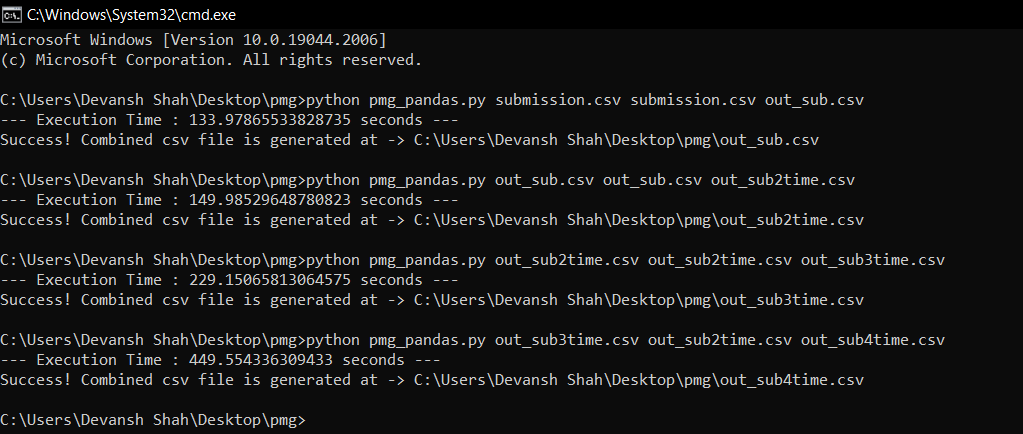 C:\Windows\System32\cmd.exe
Microsoft Windows [Version 10.0.19044.2006]
(c) Microsoft Corporation. All rights reserved.
C:\Users\Devansh Shah\Desktop\pmg>python pmg_pandas.py submission.csv submission.csv out_sub.csv
--- Execution Time : 133.97865533828735 seconds ---
Success! Combined csv file is generated at -> C:\Users\Devansh Shah\Desktop\pmg\out_sub.csv
C:\Users\Devansh Shah\Desktop\pmg>python pmg_pandas.py out_sub.csv out_sub.csv out_sub2time.csv
--- Execution Time : 149.98529648780823 seconds ---
Success! Combined csv file is generated at -> C:\Users\Devansh Shah\Desktop\pmg\out_sub2time.csv
C:\Users\Devansh Shah\Desktop\pmg>python pmg_pandas.py out_sub2time.csv out_sub2time.csv out_sub3time.csv
--- Execution Time : 229.15065813064575 seconds ---
Success! Combined csv file is generated at -> C:\Users\Devansh Shah\Desktop\pmg\out_sub3time.csv
C:\Users\Devansh Shah\Desktop\pmg>python pmg_pandas.py out_sub3time.csv out_sub2time.csv out_sub4time.csv
--- Execution Time : 449.554336309433 seconds ---
Success! Combined csv file is generated at -> C:\Users\Devansh Shah\Desktop\pmg\out_sub4time.csv
C:\Users\Devansh Shah\Desktop\pmg>